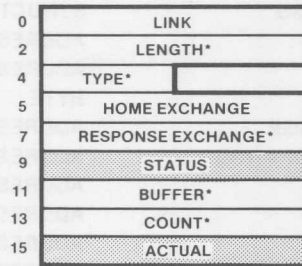 0 LINK
2 LENGTH*
4 TYPE*
5 HOME EXCHANGE
7 RESPONSE EXCHANGE*
9 STATUS
11 BUFFER*
13 COUNT*
15 ACTUAL